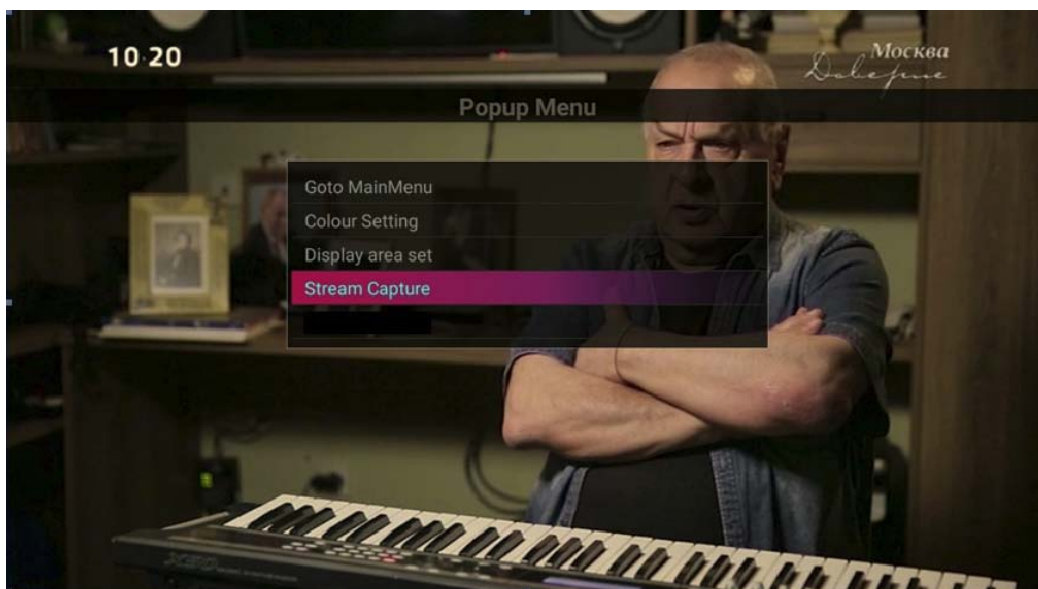 10:20
Москва
Доверие
Popup Menu
Goto MainMenu
Colour Setting
Display area set
Stream Capture